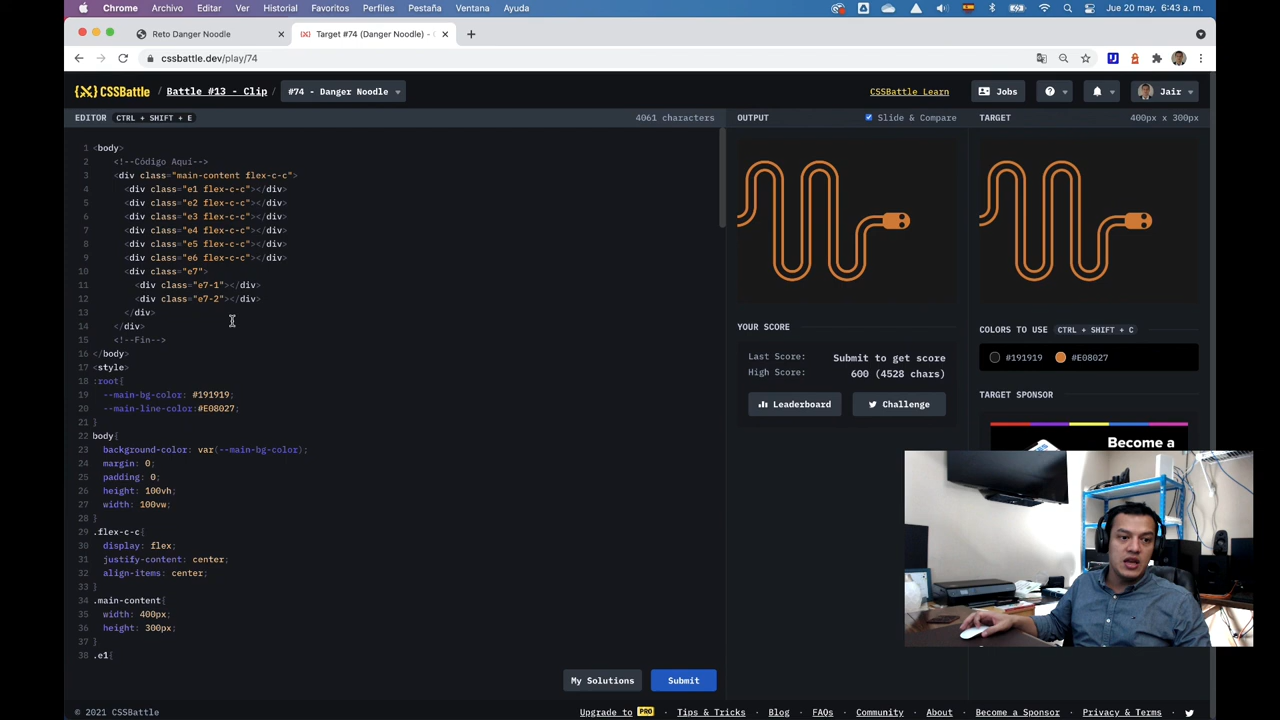 Chrome Archivo Editar Ver Historial Favoritos Perfiles Pestaña Ventana Ayuda
Jue 20 may. 6:43 a. m.
Reto Danger Noodle
Target #74 (Danger Noodle) - (
cssbattle.dev/play/74
CSSBattle / Battle #13 - Clip / #74 - Danger Noodle
CSSBattle Learn Jobs Jair
EDITOR CTRL + SHIFT + E 4061 characters
OUTPUT Slide & Compare
TARGET 400px x 300px
1 <body>
2 <!--Código Aquí-->
3 <div class="main-content flex-c-c">
4 <div class="e1 flex-c-c"></div>
5 <div class="e2 flex-c-c"></div>
6 <div class="e3 flex-c-c"></div>
7 <div class="e4 flex-c-c"></div>
8 <div class="e5 flex-c-c"></div>
9 <div class="e6 flex-c-c"></div>
10 <div class="e7">
11 <div class="e7-1"></div>
12 <div class="e7-2"></div>
13 </div>
14 </div>
15 <!--Fin-->
16 </body>
17 <style>
18 :root{
19 --main-bg-color: #191919;
20 --main-line-color:#E08027;
21 }
22 body{
23 background-color: var(--main-bg-color);
24 margin: 0;
25 padding: 0;
26 height: 100vh;
27 width: 100vw;
28 }
29 .flex-c-c{
30 display: flex;
31 justify-content: center;
32 align-items: center;
33 }
34 .main-content{
35 width: 400px;
36 height: 300px;
37 }
38 .e1{
My Solutions Submit
YOUR SCORE
Last Score: Submit to get score
High Score: 600 (4528 chars)
Leaderboard Challenge
COLORS TO USE CTRL + SHIFT + C
#191919 #E08027
TARGET SPONSOR
Become a
© 2021 CSSBattle
Upgrade to PRO · Tips & Tricks · Blog · FAQs · Community · About · Become a Sponsor · Privacy & Terms ·